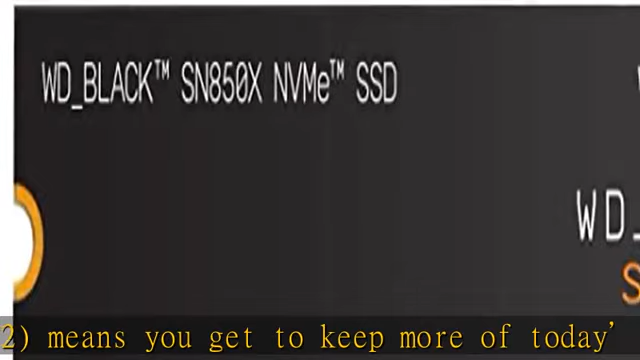 WD_BLACK™ SN850X NVMe™ SSD
WD_
S
2) means you get to keep more of today'